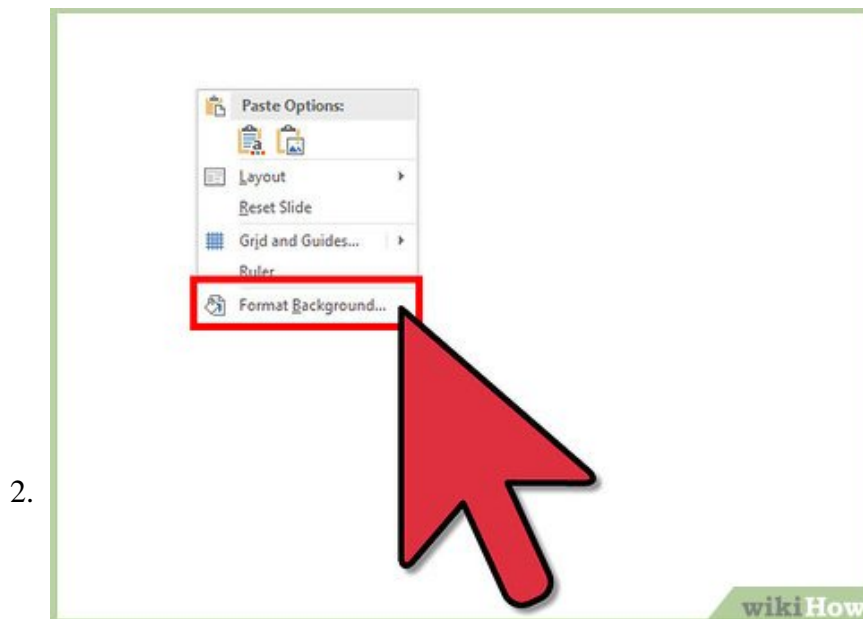 Paste Options:
Layout
Reset Slide
Grid and Guides...
Ruler
Format Background...
2.
wikiHow